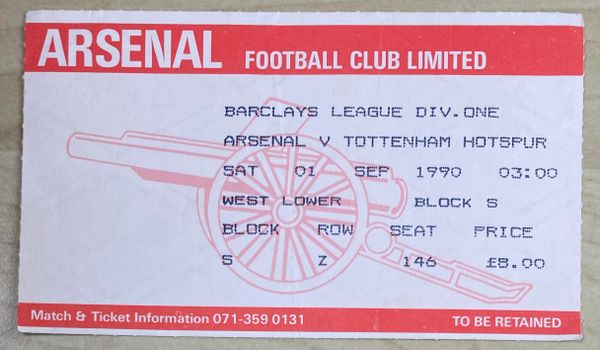 ARSENAL FOOTBALL CLUB LIMITED
BARCLAYS LEAGUE DIV.ONE
ARSENAL V TOTTENHAM HOTSPUR
SAT 01 SEP 1990 03:00
WEST LOWER BLOCK S
BLOCK ROW SEAT PRICE
S Z 146 £8.00
Match & Ticket Information 071-359 0131 TO BE RETAINED